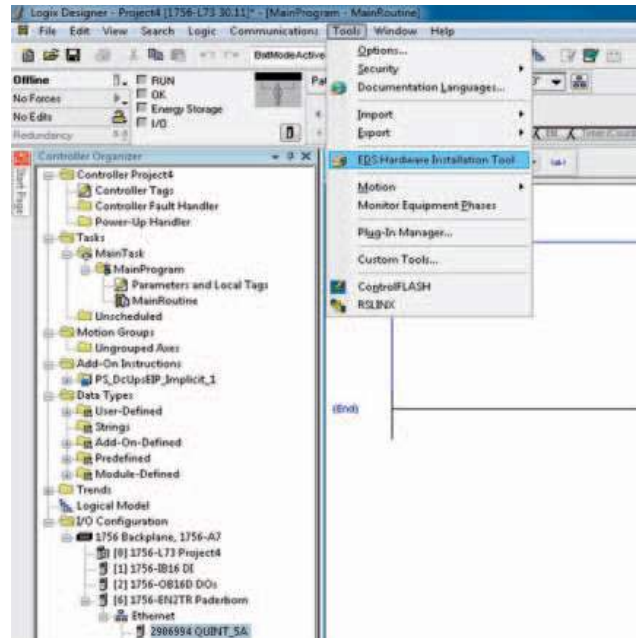 Logix Designer - Project4 [1756-L73 30.11]* - [MainProgram - MainRoutine]
File Edit View Search Logic Communications Tools Window Help
BatModeActive
Offline
RUN
No Forces
OK
No Edits
Energy Storage
Redundancy
I/O
Pa
Options...
Security
Documentation Languages...
Import
Export
EDS Hardware Installation Tool
Motion
Monitor Equipment Phases
Plug-In Manager...
Custom Tools...
ControlFLASH
RSLINX
Start Page
Controller Organizer
Controller Project4
Controller Tags
Controller Fault Handler
Power-Up Handler
Tasks
MainTask
MainProgram
Parameters and Local Tags
MainRoutine
Unscheduled
Motion Groups
Ungrouped Axes
Add-On Instructions
PS_DcUpsEIP_Implicit_1
Data Types
User-Defined
Strings
Add-On-Defined
Predefined
Module-Defined
Trends
Logical Model
I/O Configuration
1756 Backplane, 1756-A7
[0] 1756-L73 Project4
[1] 1756-IB16 DI
[2] 1756-OB16D DOs
[6] 1756-EN2TR Paderborn
Ethernet
2906994 QUINT_5A
(End)